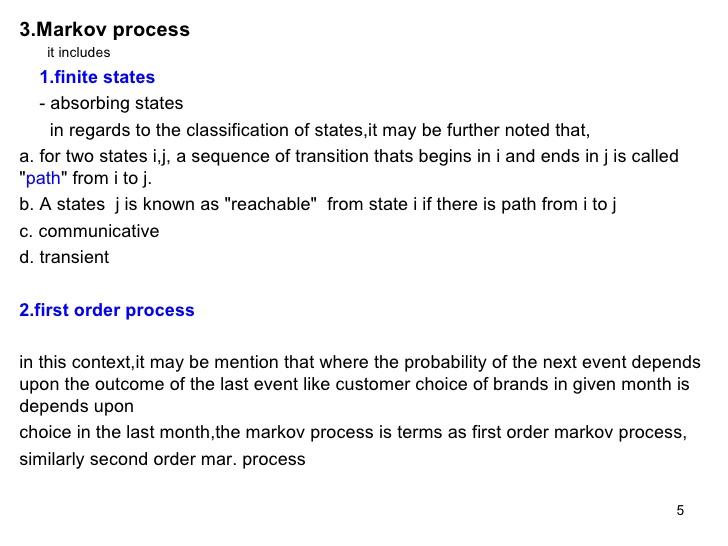 3.Markov process
it includes
1.finite states
- absorbing states
in regards to the classification of states,it may be further noted that,
a. for two states i,j, a sequence of transition thats begins in i and ends in j is called
"path" from i to j.
b. A states  j is known as "reachable"  from state i if there is path from i to j
c. communicative
d. transient
2.first order process
in this context,it may be mention that where the probability of the next event depends
upon the outcome of the last event like customer choice of brands in given month is
depends upon
choice in the last month,the markov process is terms as first order markov process,
similarly second order mar. process
5